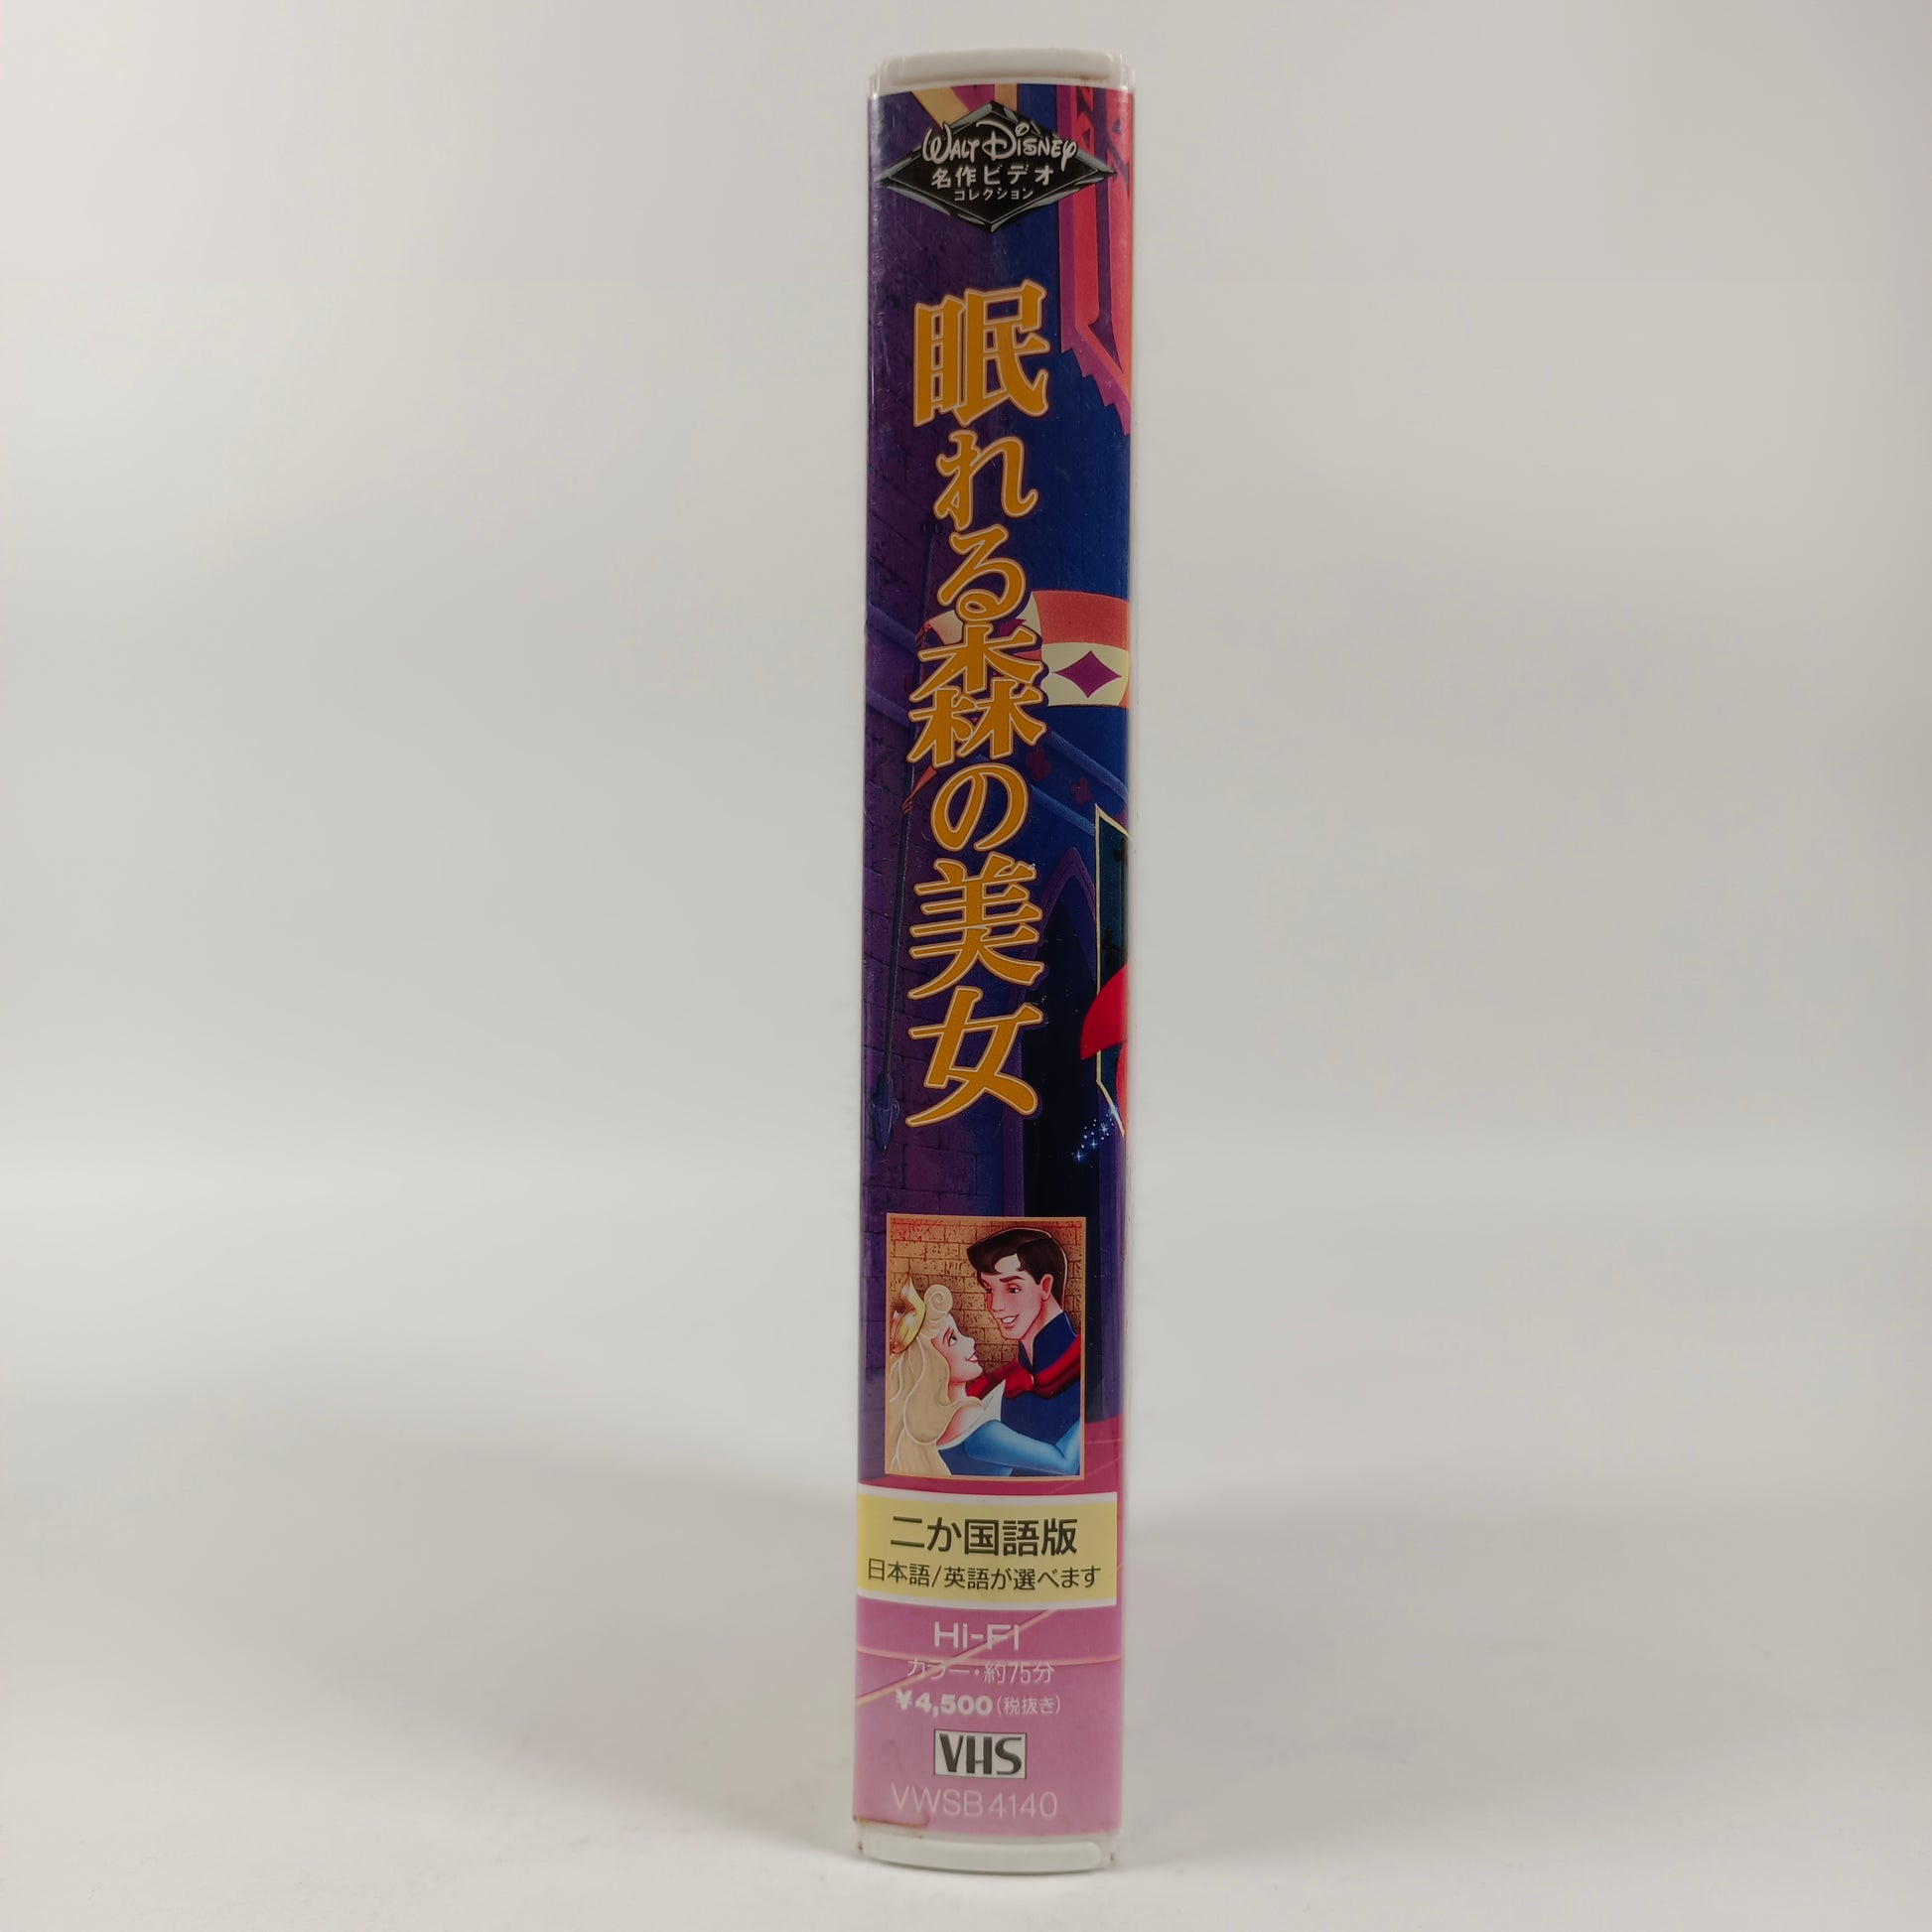 WALT DISNEY
名作ビデオ
コレクション
眠れる森の美女
二か国語版
日本語/英語が選べます
Hi-Fi
カラー・約75分
¥4,500(税抜き)
VHS
VWSB4140